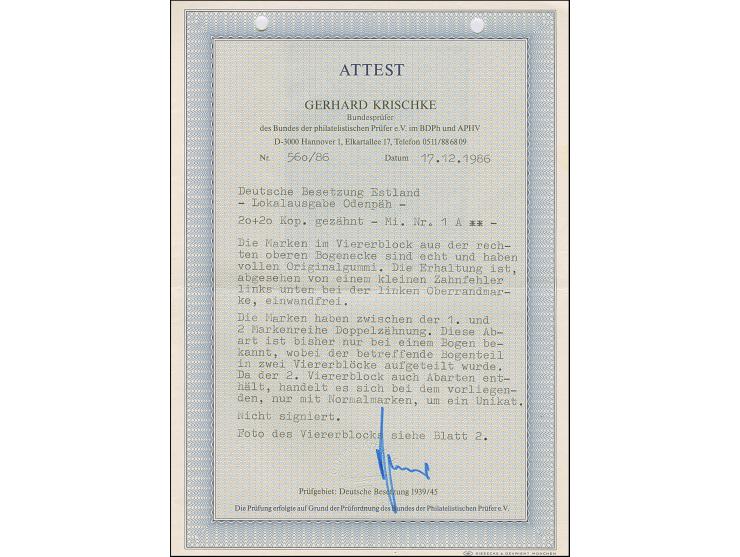 ATTEST
GERHARD KRISCHKE
Bundesprüfer
des Bundes der philatelistischen Prüfer e.V. im BDPh und APHV
D-3000 Hannover 1, Elkartallee 17, Telefon 0511/886809
Nr. 560/86 Datum 17.12.1986
Deutsche Besetzung Estland
- Lokalausgabe Odenpäh -
2o+2o Kop. gezähnt - Mi. Nr. 1 A ** -
Die Marken im Viererblock aus der rech-
ten oberen Bogenecke sind echt und haben
vollen Originalgummi. Die Erhaltung ist,
abgesehen von einem kleinen Zahnfehler
links unten bei der linken Oberrandmar-
ke, einwandfrei.
Die Marken haben zwischen der 1. und
2 Markenreihe Doppelzähnung. Diese Ab-
art ist bisher nur bei einem Bogen be-
kannt, wobei der betreffende Bogenteil
in zwei Viererblöcke aufgeteilt wurde.
Da der 2. Viererblock auch Abarten ent-
hält, handelt es sich bei dem vorliegen-
den, nur mit Normalmarken, um ein Unikat.
Nicht signiert.
Foto des Viererblocks siehe Blatt 2.
Prüfgebiet: Deutsche Besetzung 1939/45
Die Prüfung erfolgte auf Grund der Prüfordnung des Bundes der Philatelistischen Prüfer e.V.
GIESECKE & DEVRIENT MÜNCHEN